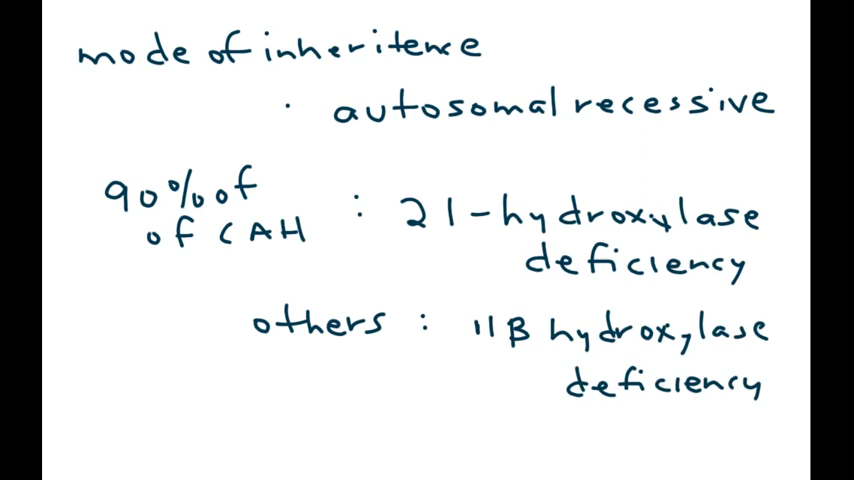 mode of inheritence
· autosomal recessive
90% of
of CAH : 21-hydroxylase
deficiency
others : 11β hydroxylase
deficiency